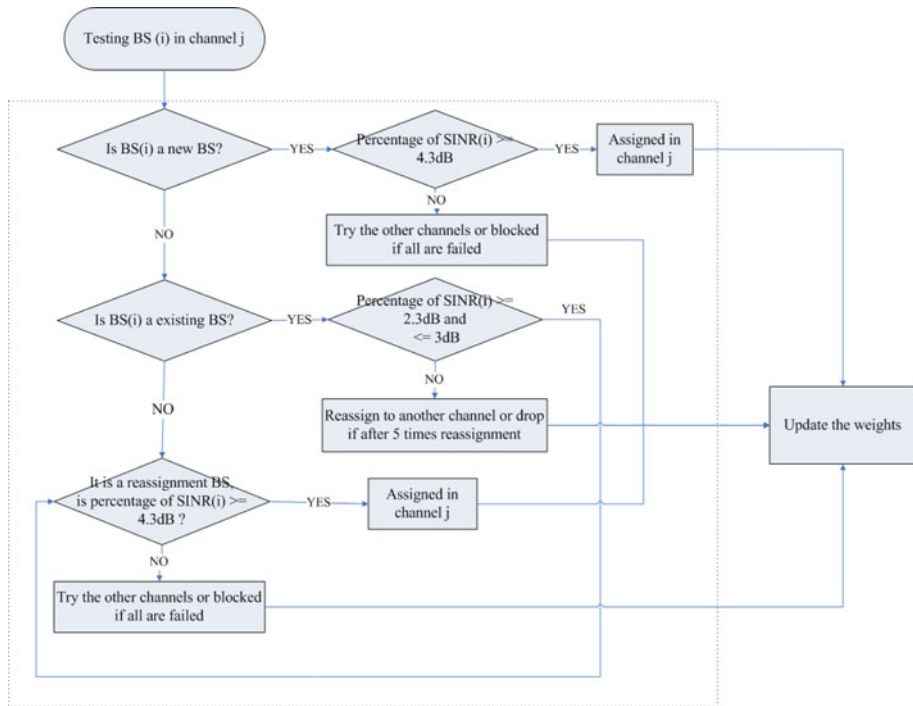 Testing BS (i) in channel j
Is BS(i) a new BS?
YES
Percentage of SINR(i) >=
4.3dB
YES
Assigned in
channel j
NO
NO
Try the other channels or blocked
if all are failed
Is BS(i) a existing BS?
YES
Percentage of SINR(i) >=
2.3dB and
<= 3dB
YES
NO
NO
Reassign to another channel or drop
if after 5 times reassignment
Update the weights
It is a reassignment BS,
is percentage of SINR(i) >=
4.3dB ?
YES
Assigned in
channel j
NO
Try the other channels or blocked
if all are failed